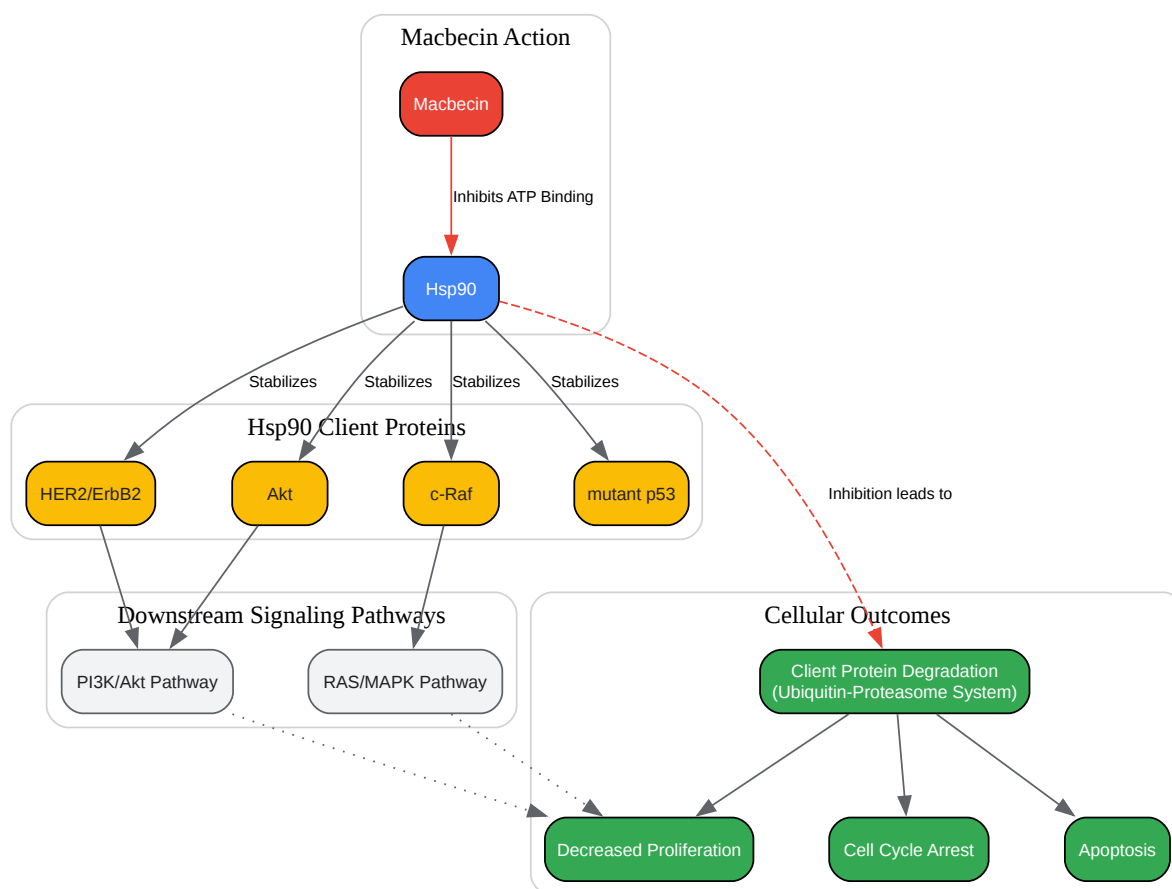 Macbecin Action
Macbecin
Inhibits ATP Binding
Hsp90
Stabilizes
Stabilizes
Stabilizes
Stabilizes
Hsp90 Client Proteins
HER2/ErbB2
Akt
c-Raf
mutant p53
Inhibition leads to
Downstream Signaling Pathways
PI3K/Akt Pathway
RAS/MAPK Pathway
Cellular Outcomes
Client Protein Degradation
(Ubiquitin-Proteasome System)
Decreased Proliferation
Cell Cycle Arrest
Apoptosis